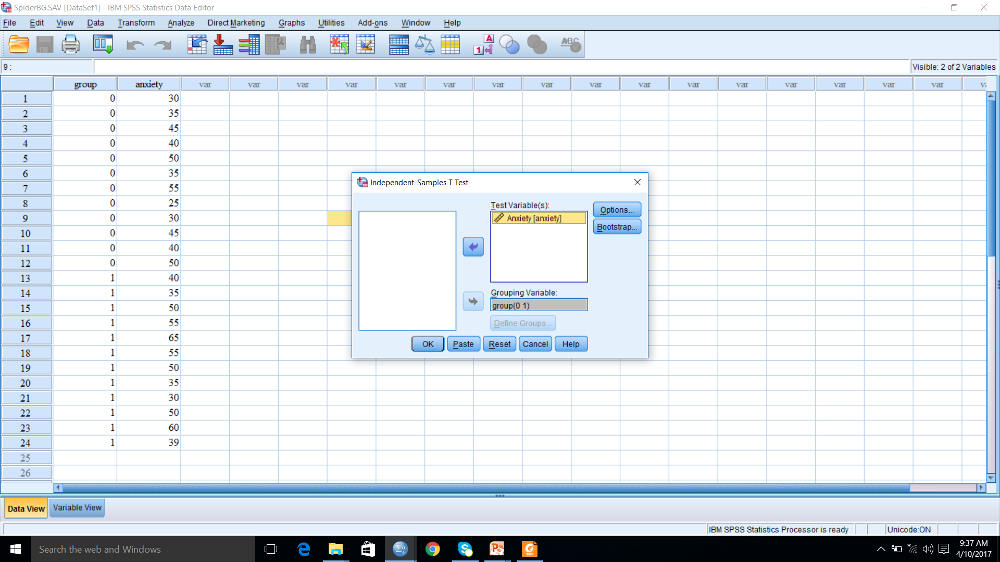 SpiderBG.SAV [DataSet1] - IBM SPSS Statistics Data Editor
File Edit View Data Transform Analyze Direct Marketing Graphs Utilities Add-ons Window Help
A
1
ABC
μ
9 :
Visible: 2 of 2 Variables
group anxiety var var var var var var var var var var var var var var var var
1 0 30
2 0 35
3 0 45
4 0 40
5 0 50
6 0 35
7 0 55
8 0 25
9 0 30
10 0 45
11 0 40
12 0 50
13 1 40
14 1 35
15 1 50
16 1 55
17 1 65
18 1 55
19 1 50
20 1 35
21 1 30
22 1 50
23 1 60
24 1 39
25
26
Independent-Samples T Test
Test Variable(s):
Anxiety [anxiety]
Options...
Bootstrap...
Grouping Variable:
group(0 1)
Define Groups...
OK Paste Reset Cancel Help
Data View Variable View
IBM SPSS Statistics Processor is ready Unicode:ON
Search the web and Windows
PDF
9:37 AM
4/10/2017